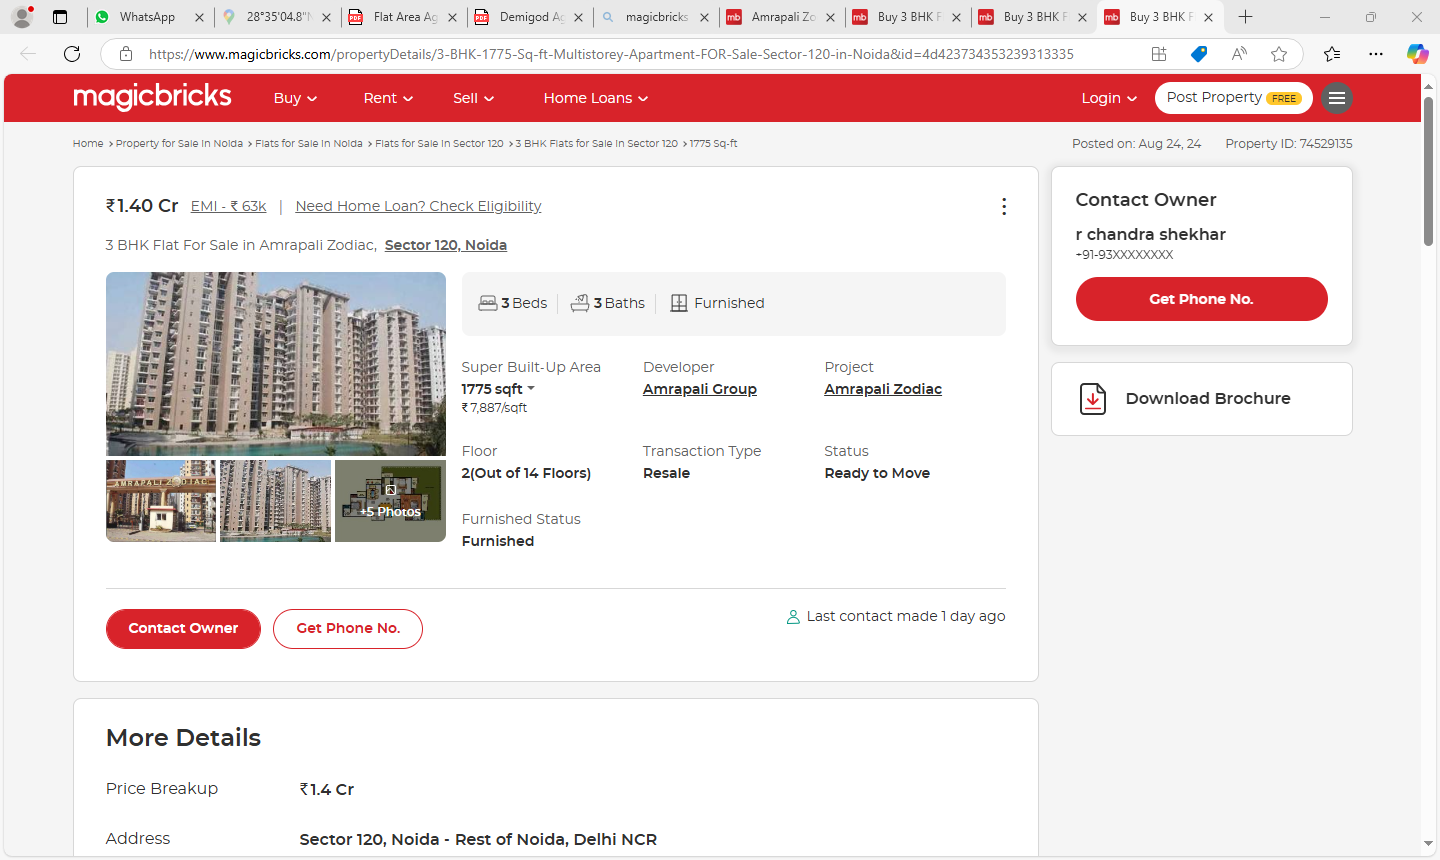 WhatsApp
28°35'04.8"N
Flat Area Ag
Demigod Ag
magicbricks
Amrapali Zo
Buy 3 BHK F
Buy 3 BHK F
Buy 3 BHK F
https://www.magicbricks.com/propertyDetails/3-BHK-1775-Sq-ft-Multistorey-Apartment-FOR-Sale-Sector-120-in-Noida&id=4d423734353239313335
magicbricks
Buy
Rent
Sell
Home Loans
Login
Post Property FREE
Home > Property for Sale in Noida > Flats for Sale in Noida > Flats for Sale in Sector 120 > 3 BHK Flats for Sale in Sector 120 > 1775 Sq-ft
Posted on: Aug 24, 24 Property ID: 74529135
₹1.40 Cr EMI - ₹ 63k | Need Home Loan? Check Eligibility
3 BHK Flat For Sale in Amrapali Zodiac, Sector 120, Noida
AMRAPALI ZODIAC
+5 Photos
3 Beds
3 Baths
Furnished
Super Built-Up Area
1775 sqft
₹7,887/sqft
Developer
Amrapali Group
Project
Amrapali Zodiac
Floor
2(Out of 14 Floors)
Transaction Type
Resale
Status
Ready to Move
Furnished Status
Furnished
Contact Owner
Get Phone No.
Last contact made 1 day ago
Contact Owner
r chandra shekhar
+91-93XXXXXXXX
Get Phone No.
Download Brochure
More Details
Price Breakup ₹1.4 Cr
Address Sector 120, Noida - Rest of Noida, Delhi NCR